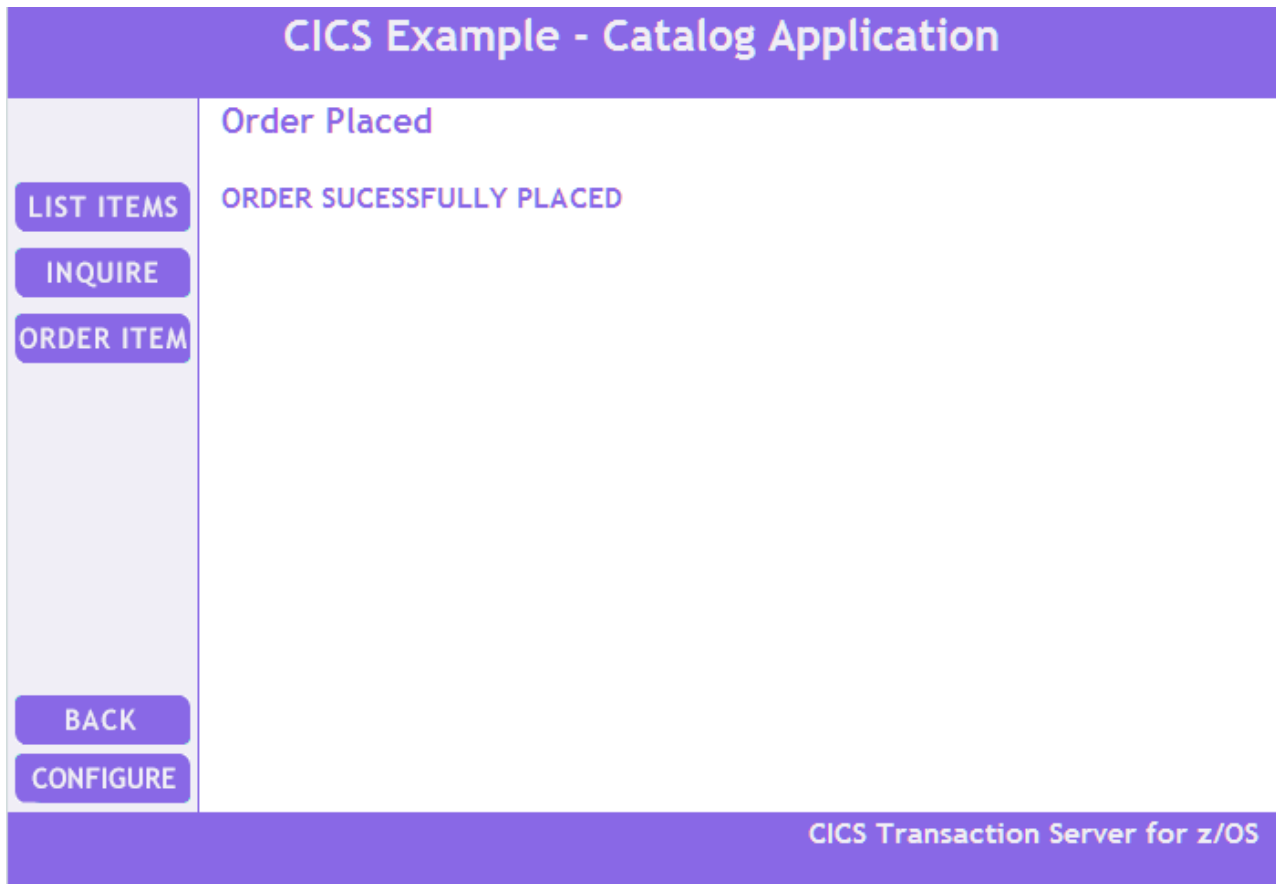 CICS Example - Catalog Application
Order Placed
ORDER SUCESSFULLY PLACED
LIST ITEMS
INQUIRE
ORDER ITEM
BACK
CONFIGURE
CICS Transaction Server for z/OS